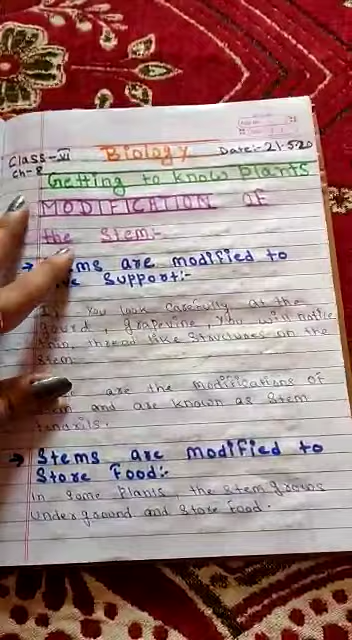 Class-VI Biology Date:-21-5-20
Ch-8 Getting to know plants
MODIFICATION OF
the Stem:-
are modified to
Support:-
If You look Carefully at the
gourd, grapevine, You will notice
thin, thread like Structures on the
Stem.
are the modifications of
and are known as Stem
tendrils.
→ Stems are modified to
Store Food:-
In Some Plants, the Stem grows
Underground and Store Food.